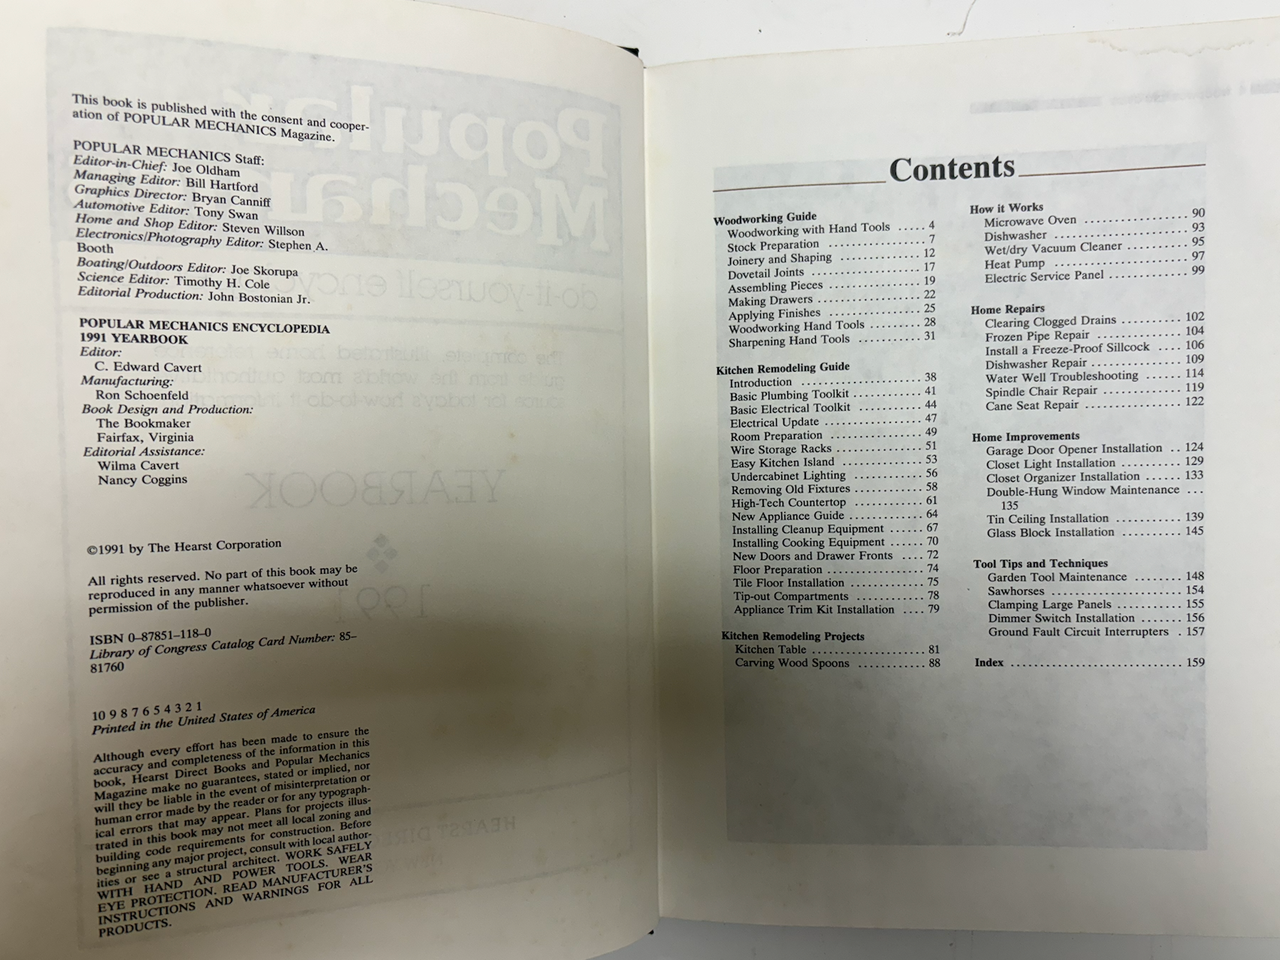 This book is published with the consent and cooper-
ation of POPULAR MECHANICS Magazine.
POPULAR MECHANICS Staff:
Editor-in-Chief: Joe Oldham
Managing Editor: Bill Hartford
Graphics Director: Bryan Canniff
Automotive Editor: Tony Swan
Home and Shop Editor: Steven Willson
Electronics/Photography Editor: Stephen A.
Booth
Boating/Outdoors Editor: Joe Skorupa
Science Editor: Timothy H. Cole
Editorial Production: John Bostonian Jr.
POPULAR MECHANICS ENCYCLOPEDIA
1991 YEARBOOK
Editor:
C. Edward Cavert
Manufacturing:
Ron Schoenfeld
Book Design and Production:
The Bookmaker
Fairfax, Virginia
Editorial Assistance:
Wilma Cavert
Nancy Coggins
©1991 by The Hearst Corporation
All rights reserved. No part of this book may be
reproduced in any manner whatsoever without
permission of the publisher.
ISBN 0–87851–118–0
Library of Congress Catalog Card Number: 85–
81760
10 9 8 7 6 5 4 3 2 1
Printed in the United States of America
Although every effort has been made to ensure the
accuracy and completeness of the information in this
book, Hearst Direct Books and Popular Mechanics
Magazine make no guarantees, stated or implied, nor
will they be liable in the event of misinterpretation or
human error made by the reader or for any typograph-
ical errors that may appear. Plans for projects illus-
trated in this book may not meet all local zoning and
building code requirements for construction. Before
beginning any major project, consult with local author-
ities or see a structural architect. WORK SAFELY
WITH HAND AND POWER TOOLS. WEAR
EYE PROTECTION. READ MANUFACTURER'S
INSTRUCTIONS AND WARNINGS FOR ALL
PRODUCTS.
Contents
Woodworking Guide
Woodworking with Hand Tools ..... 4
Stock Preparation ............... 7
Joinery and Shaping ............. 12
Dovetail Joints ................. 17
Assembling Pieces ............... 19
Making Drawers .................. 22
Applying Finishes ............... 25
Woodworking Hand Tools .......... 28
Sharpening Hand Tools ........... 31
Kitchen Remodeling Guide
Introduction .................... 38
Basic Plumbing Toolkit .......... 41
Basic Electrical Toolkit ........ 44
Electrical Update ............... 47
Room Preparation ................ 49
Wire Storage Racks .............. 51
Easy Kitchen Island ............. 53
Undercabinet Lighting ........... 56
Removing Old Fixtures ........... 58
High-Tech Countertop ............ 61
New Appliance Guide ............. 64
Installing Cleanup Equipment ...... 67
Installing Cooking Equipment ...... 70
New Doors and Drawer Fronts .... 72
Floor Preparation ............... 74
Tile Floor Installation ......... 75
Tip-out Compartments ............ 78
Appliance Trim Kit Installation .... 79
Kitchen Remodeling Projects
Kitchen Table ................... 81
Carving Wood Spoons ............. 88
How it Works
Microwave Oven .................. 90
Dishwasher ...................... 93
Wet/dry Vacuum Cleaner .......... 95
Heat Pump ....................... 97
Electric Service Panel .......... 99
Home Repairs
Clearing Clogged Drains ......... 102
Frozen Pipe Repair .............. 104
Install a Freeze-Proof Sillcock .... 106
Dishwasher Repair ............... 109
Water Well Troubleshooting ...... 114
Spindle Chair Repair ............ 119
Cane Seat Repair ................ 122
Home Improvements
Garage Door Opener Installation .. 124
Closet Light Installation ....... 129
Closet Organizer Installation ... 133
Double-Hung Window Maintenance ...
135
Tin Ceiling Installation ........ 139
Glass Block Installation ........ 145
Tool Tips and Techniques
Garden Tool Maintenance ........ 148
Sawhorses ....................... 154
Clamping Large Panels ........... 155
Dimmer Switch Installation ...... 156
Ground Fault Circuit Interrupters . 157
Index ........................... 159